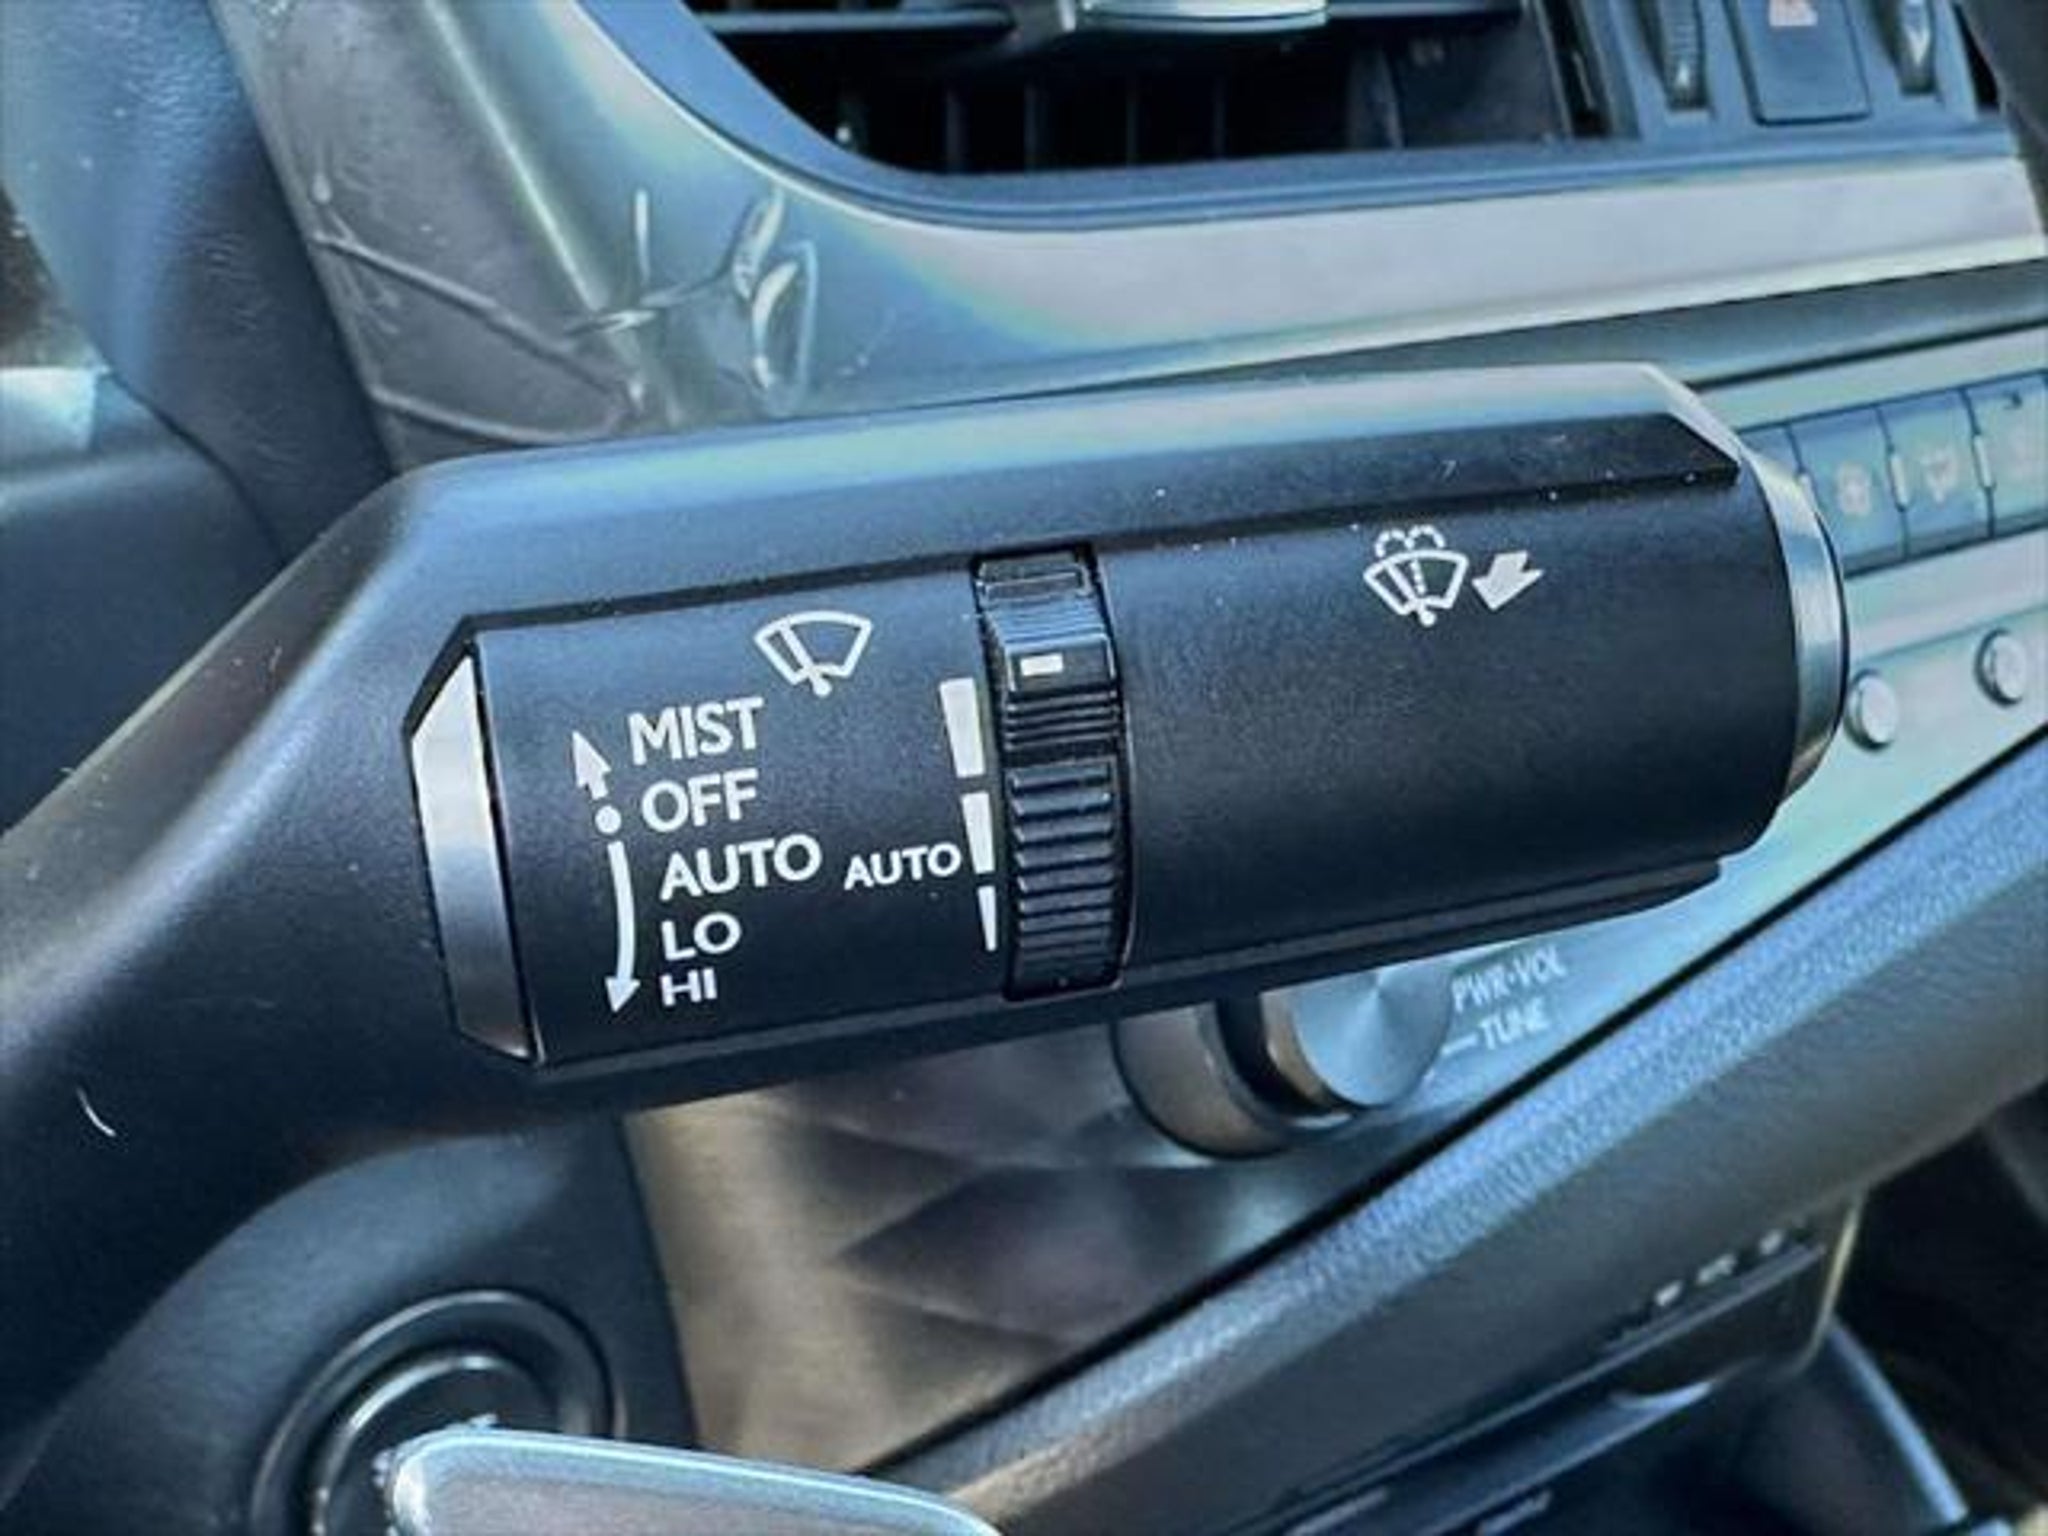 MIST
OFF
AUTO
AUTO
LO
HI
PWR•VOL
TUNE